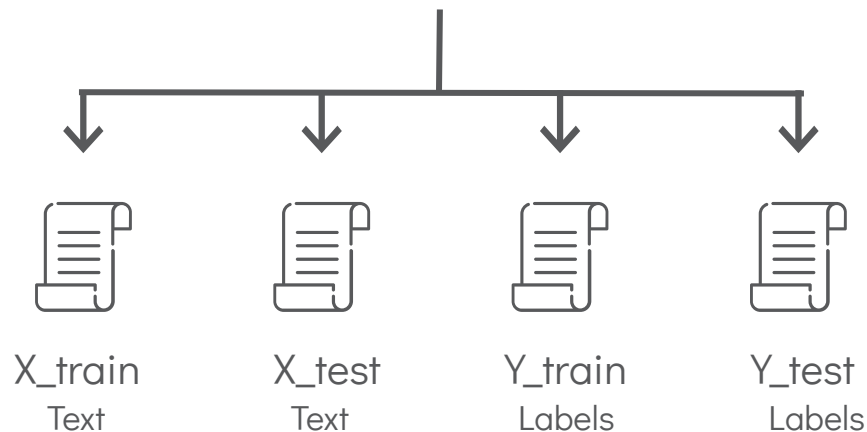 X_train
Text
X_test
Text
Y_train
Labels
Y_test
Labels